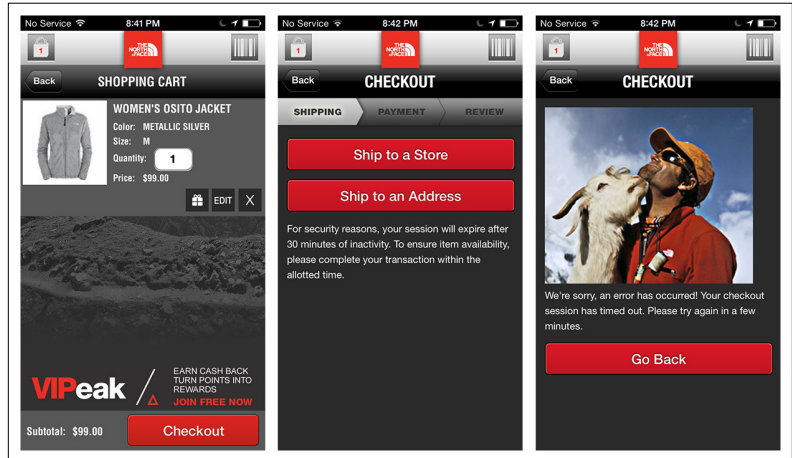 No Service 8:41 PM
1
THE
NORTH
FACE
Back SHOPPING CART
WOMEN'S OSITO JACKET
Color: METALLIC SILVER
Size: M
Quantity: 1
Price: $99.00
EDIT X
VIPeak
EARN CASH BACK
TURN POINTS INTO
REWARDS
JOIN FREE NOW
Subtotal: $99.00 Checkout
No Service 8:42 PM
1
THE
NORTH
FACE
Back CHECKOUT
SHIPPING PAYMENT REVIEW
Ship to a Store
Ship to an Address
For security reasons, your session will expire after
30 minutes of inactivity. To ensure item availability,
please complete your transaction within the
allotted time.
No Service 8:42 PM
1
THE
NORTH
FACE
Back CHECKOUT
We're sorry, an error has occurred! Your checkout
session has timed out. Please try again in a few
minutes.
Go Back